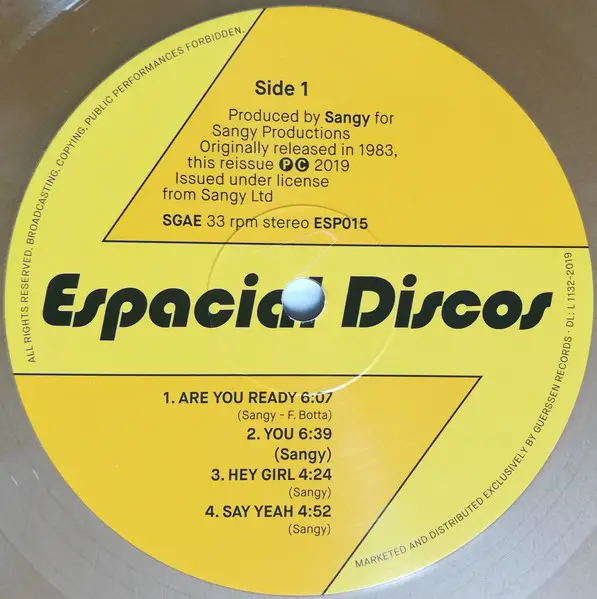 ALL RIGHTS RESERVED. BROADCASTING, COPYING, PUBLIC PERFORMANCES FORBIDDEN.
Side 1
Produced by Sangy for
Sangy Productions
Originally released in 1983,
this reissue Ⓟ Ⓒ 2019
Issued under license
from Sangy Ltd
SGAE 33 rpm stereo ESP015
Espacial Discos
1. ARE YOU READY 6:07
(Sangy - F. Botta)
2. YOU 6:39
(Sangy)
3. HEY GIRL 4:24
(Sangy)
4. SAY YEAH 4:52
(Sangy)
MARKETED AND DISTRIBUTED EXCLUSIVELY BY GUERSSEN RECORDS · DL: L 1132-2019